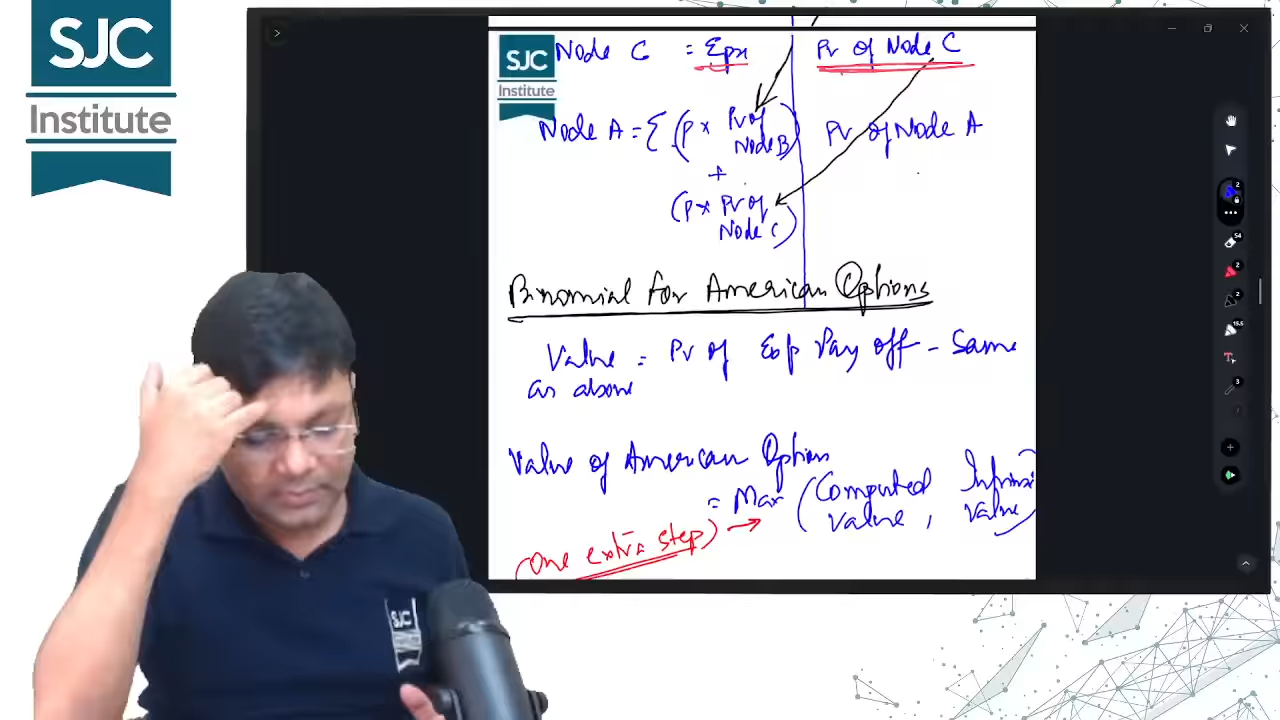 SJC
Institute
SJC
Institute
Node C = Epx Pv of Node C
Node A = Σ (p × Pv of Node B) Pv of Node A
+
(p × Pv of Node C)
Binomial for American Options
Value = Pv of Exp Pay off - Same
as above
Value of American Option
= Max (Computed value, Intrinsic value)
(One extra step) →
SJC